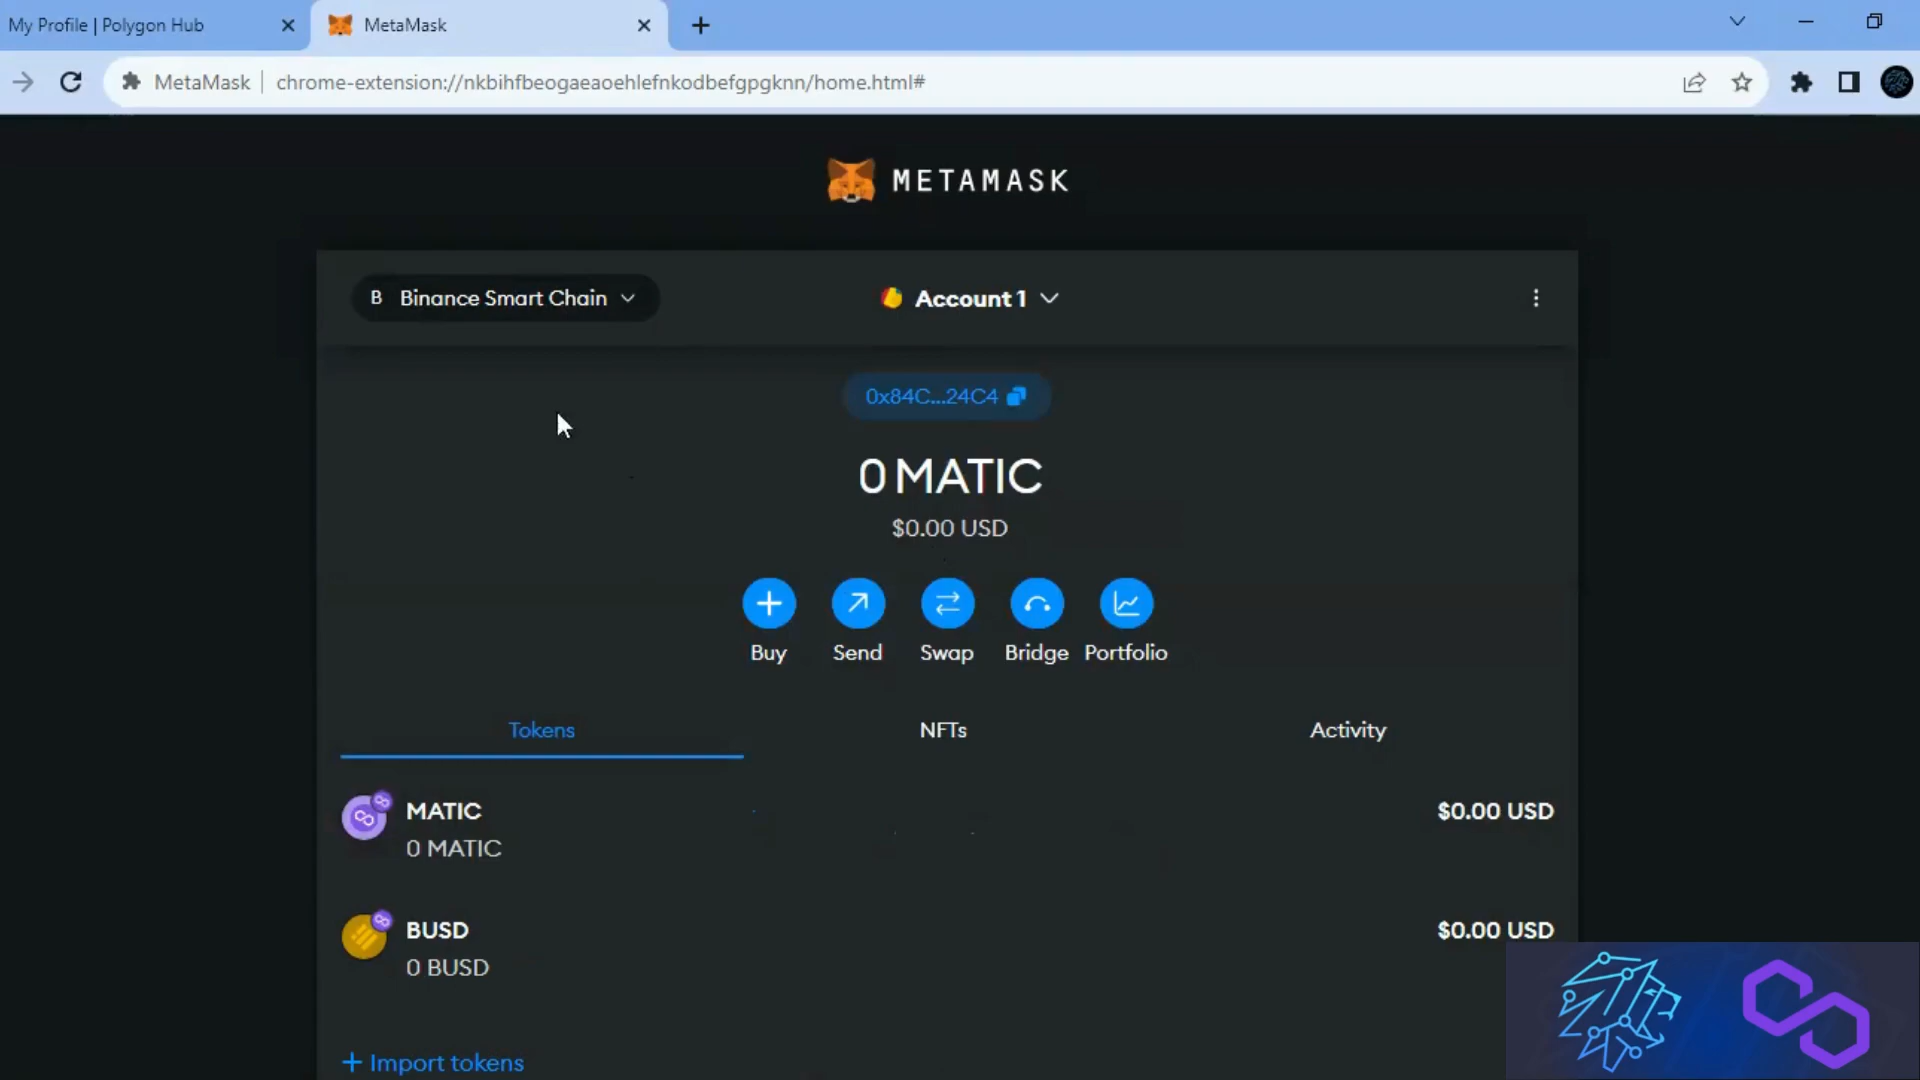 My Profile | Polygon Hub
MetaMask
MetaMask
chrome-extension://nkbihfbeogaeaoehlefnkodbefgpgknn/home.html#
METAMASK
B Binance Smart Chain
Account 1
0x84C...24C4
0 MATIC
$0.00 USD
Buy
Send
Swap
Bridge
Portfolio
Tokens
NFTs
Activity
MATIC
$0.00 USD
0 MATIC
BUSD
$0.00 USD
0 BUSD
+ Import tokens